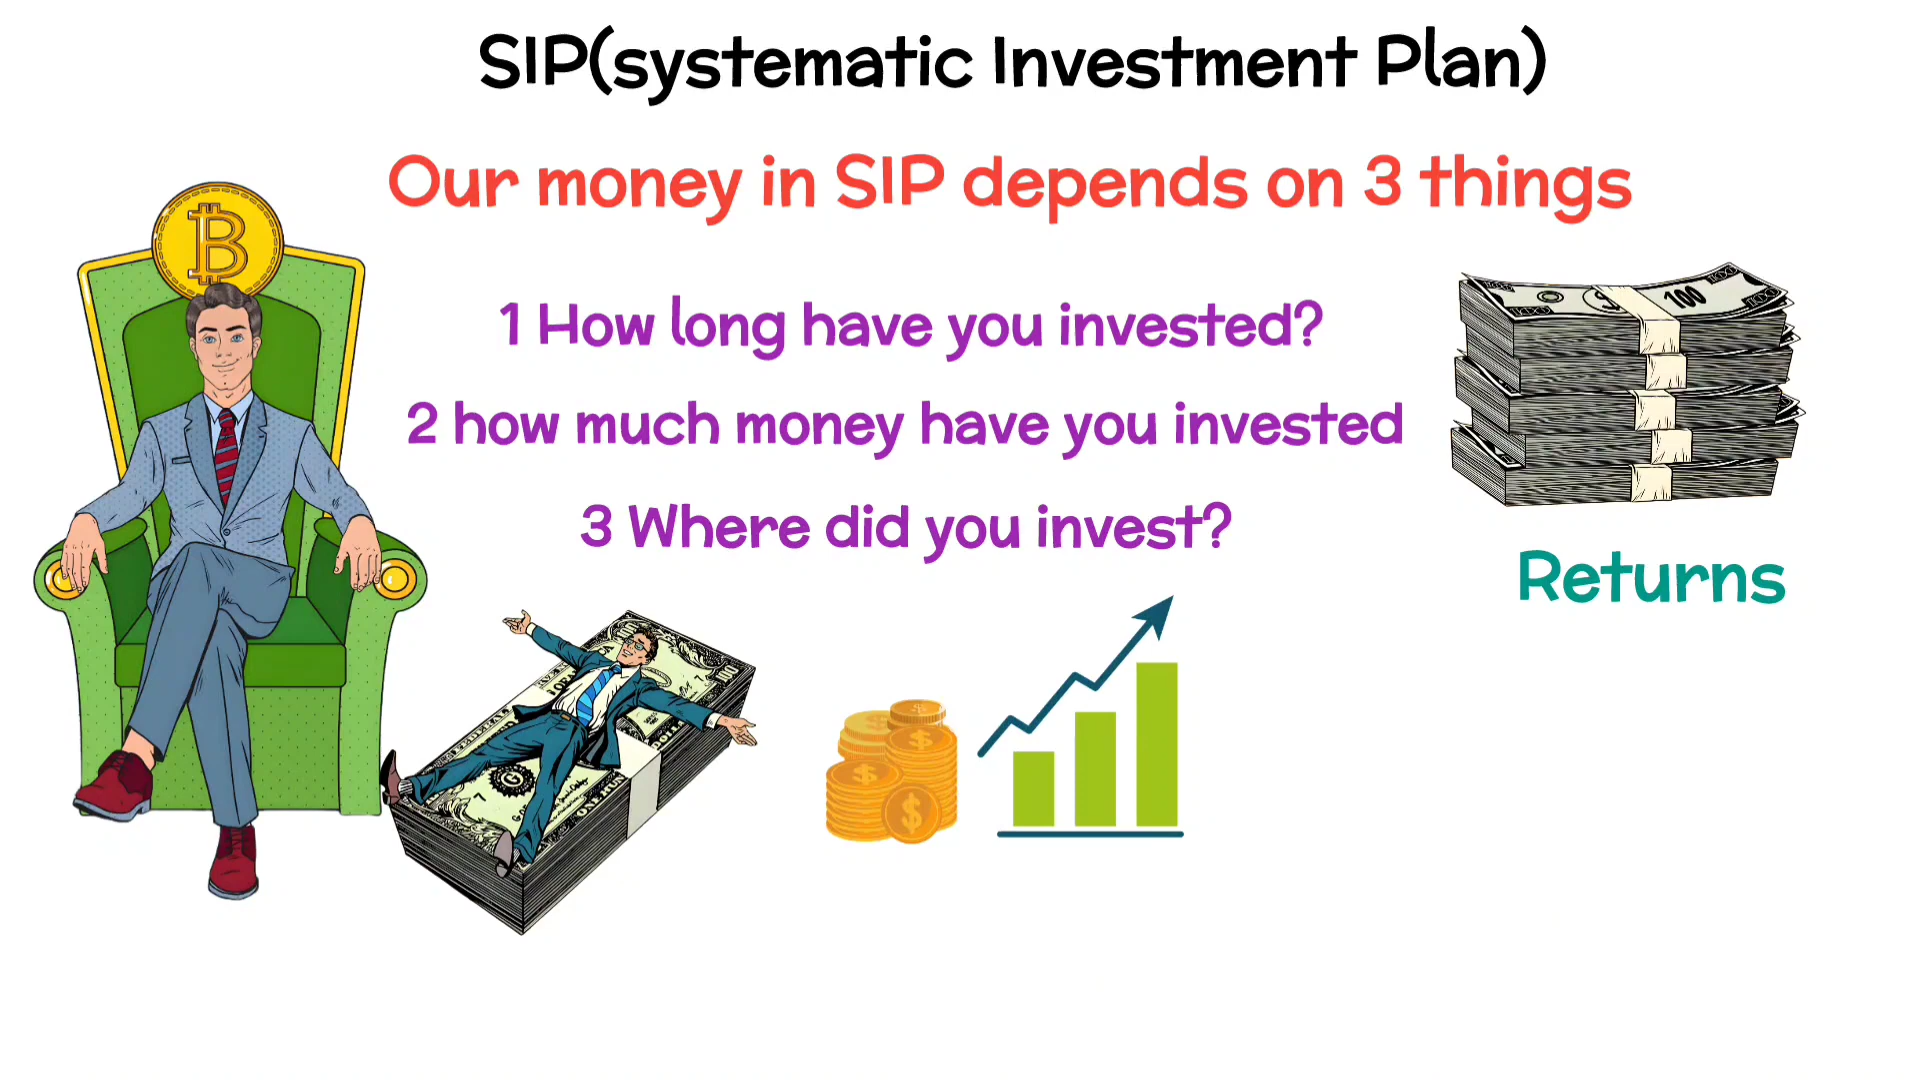 SIP(systematic Investment Plan)
Our money in SIP depends on 3 things
1 How long have you invested?
2 how much money have you invested
3 Where did you invest?
100
Returns